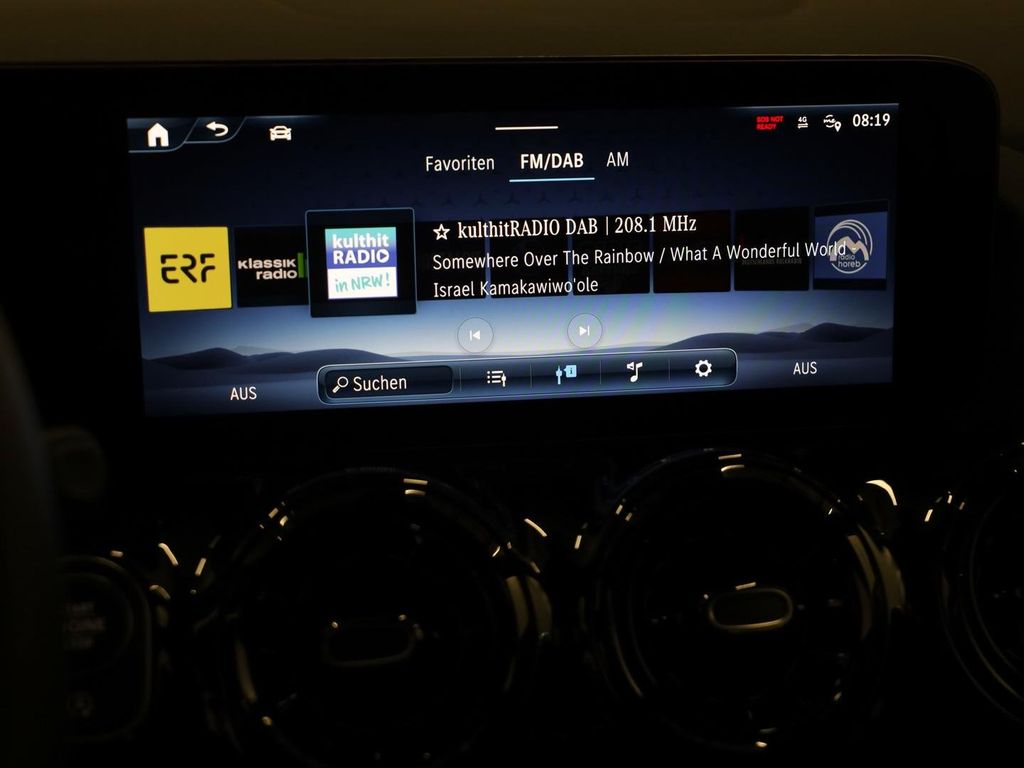 SOS NOT
READY
4G
me
08:19
Favoriten FM/DAB AM
ERF
KLASSIK
radio
kulthit
RADIO
in NRW!
kulthitRADIO DAB | 208.1 MHz
Somewhere Over The Rainbow / What A Wonderful World
Israel Kamakawiwo'ole
radio
horeb
AUS
Suchen
AUS